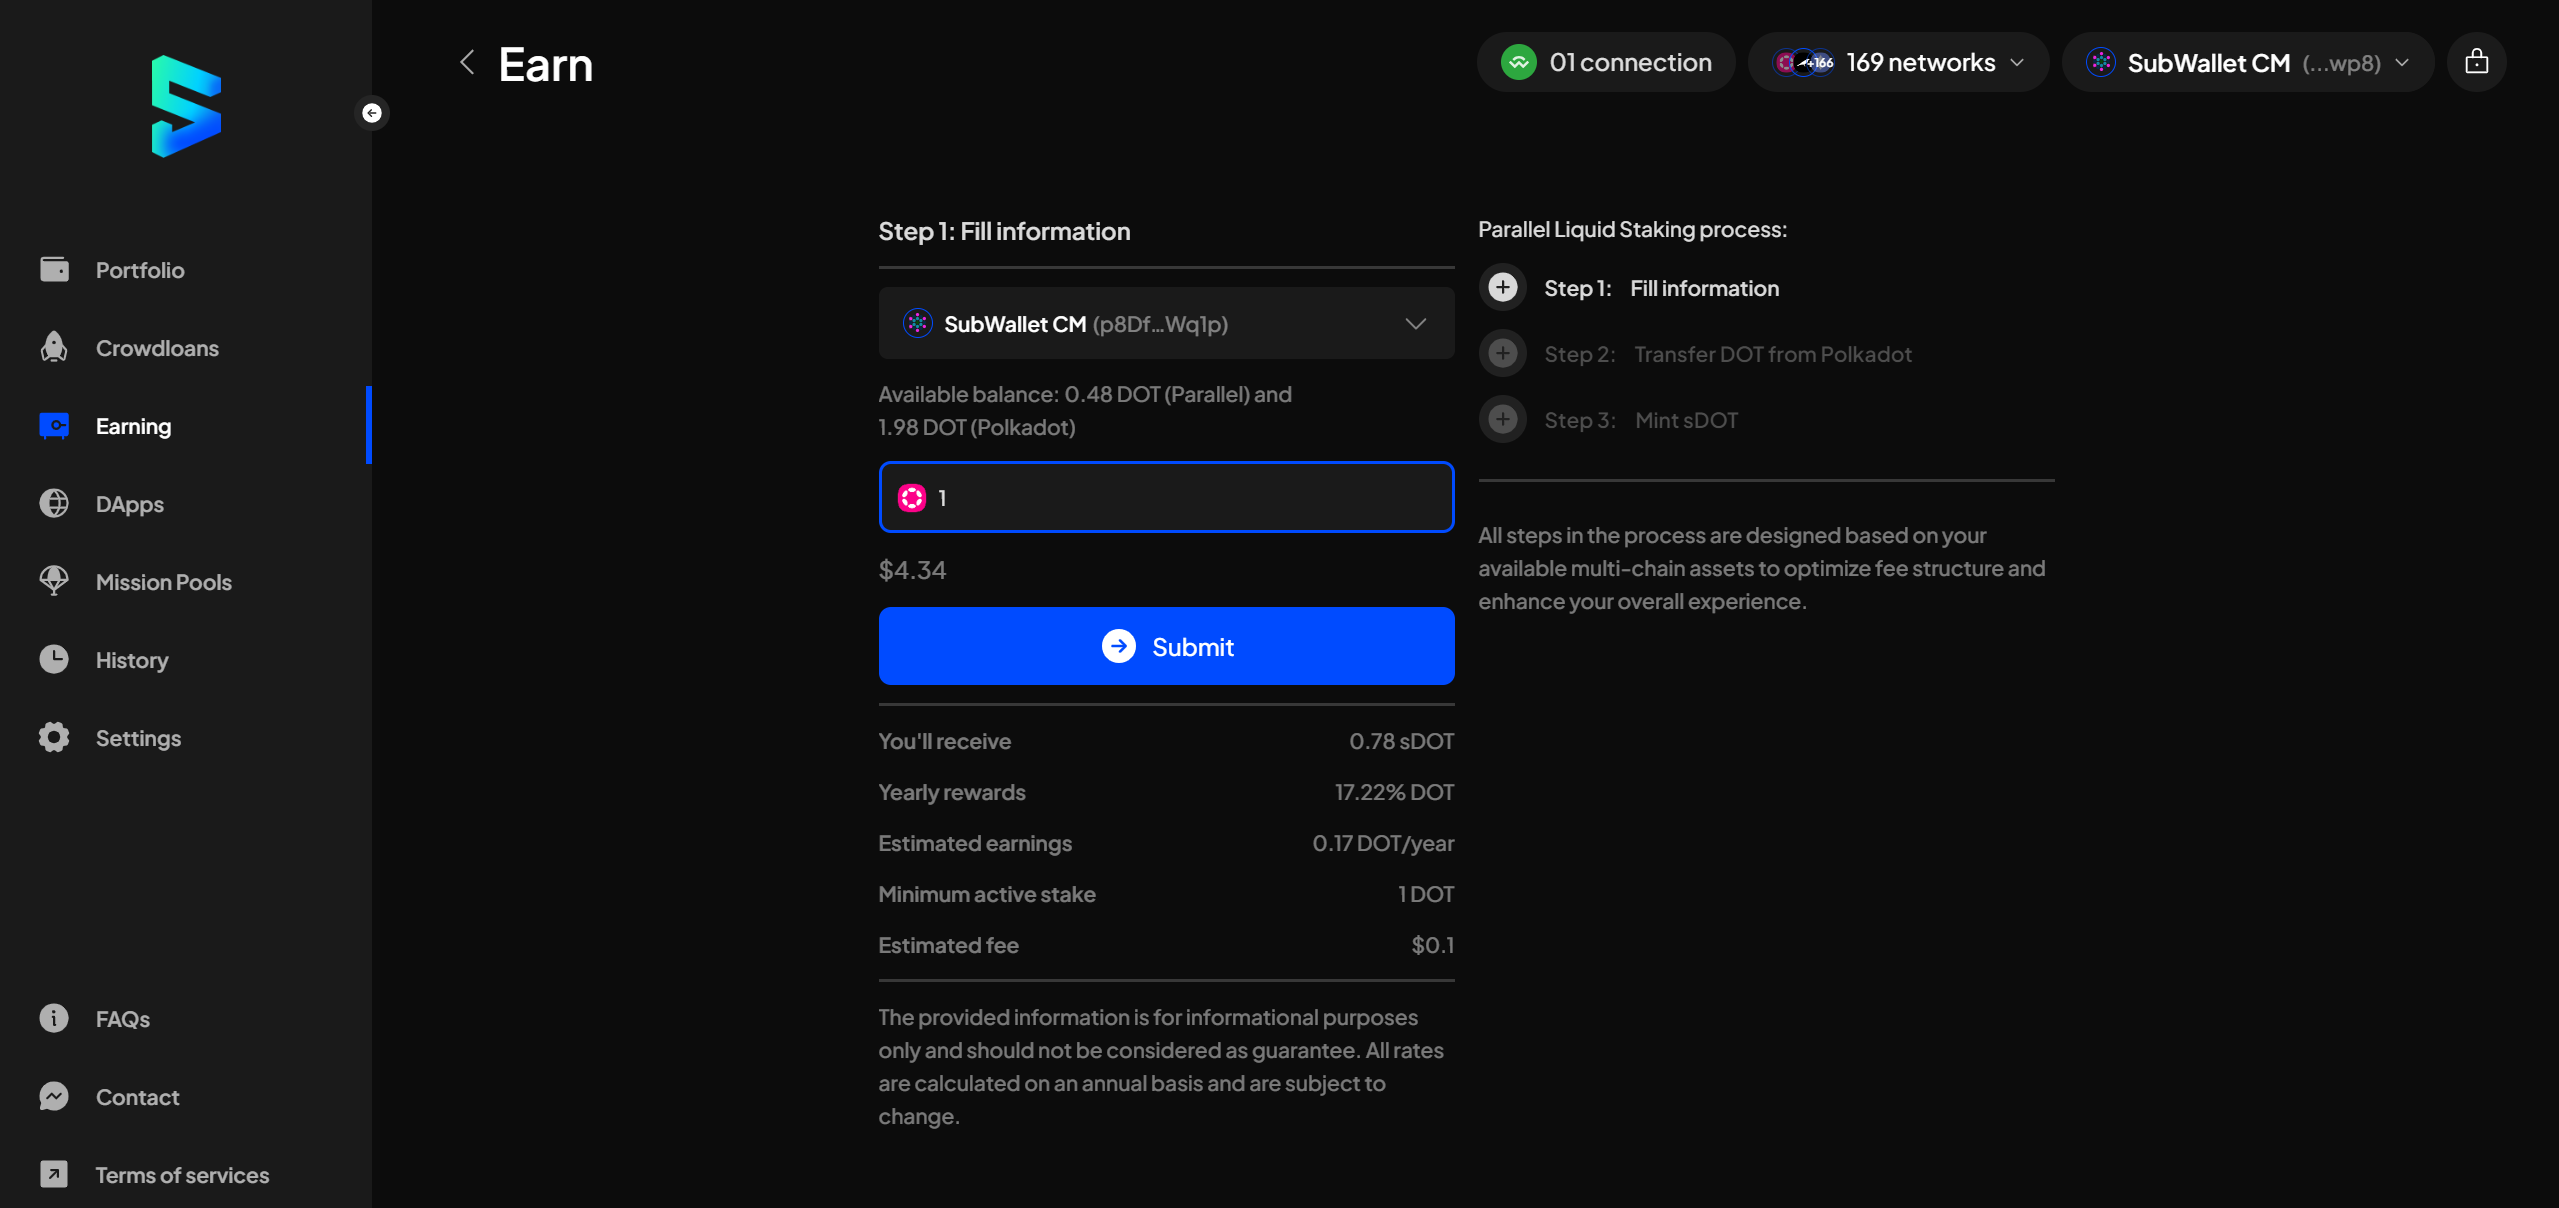 Earn
01 connection
+166
169 networks
SubWallet CM (...wp8)
Portfolio
Crowdloans
Earning
DApps
Mission Pools
History
Settings
FAQs
Contact
Terms of services
Step 1: Fill information
SubWallet CM (p8Df...Wq1p)
Available balance: 0.48 DOT (Parallel) and
1.98 DOT (Polkadot)
1
$4.34
Submit
You'll receive 0.78 sDOT
Yearly rewards 17.22% DOT
Estimated earnings 0.17 DOT/year
Minimum active stake 1 DOT
Estimated fee $0.1
The provided information is for informational purposes
only and should not be considered as guarantee. All rates
are calculated on an annual basis and are subject to
change.
Parallel Liquid Staking process:
Step 1: Fill information
Step 2: Transfer DOT from Polkadot
Step 3: Mint sDOT
All steps in the process are designed based on your
available multi-chain assets to optimize fee structure and
enhance your overall experience.